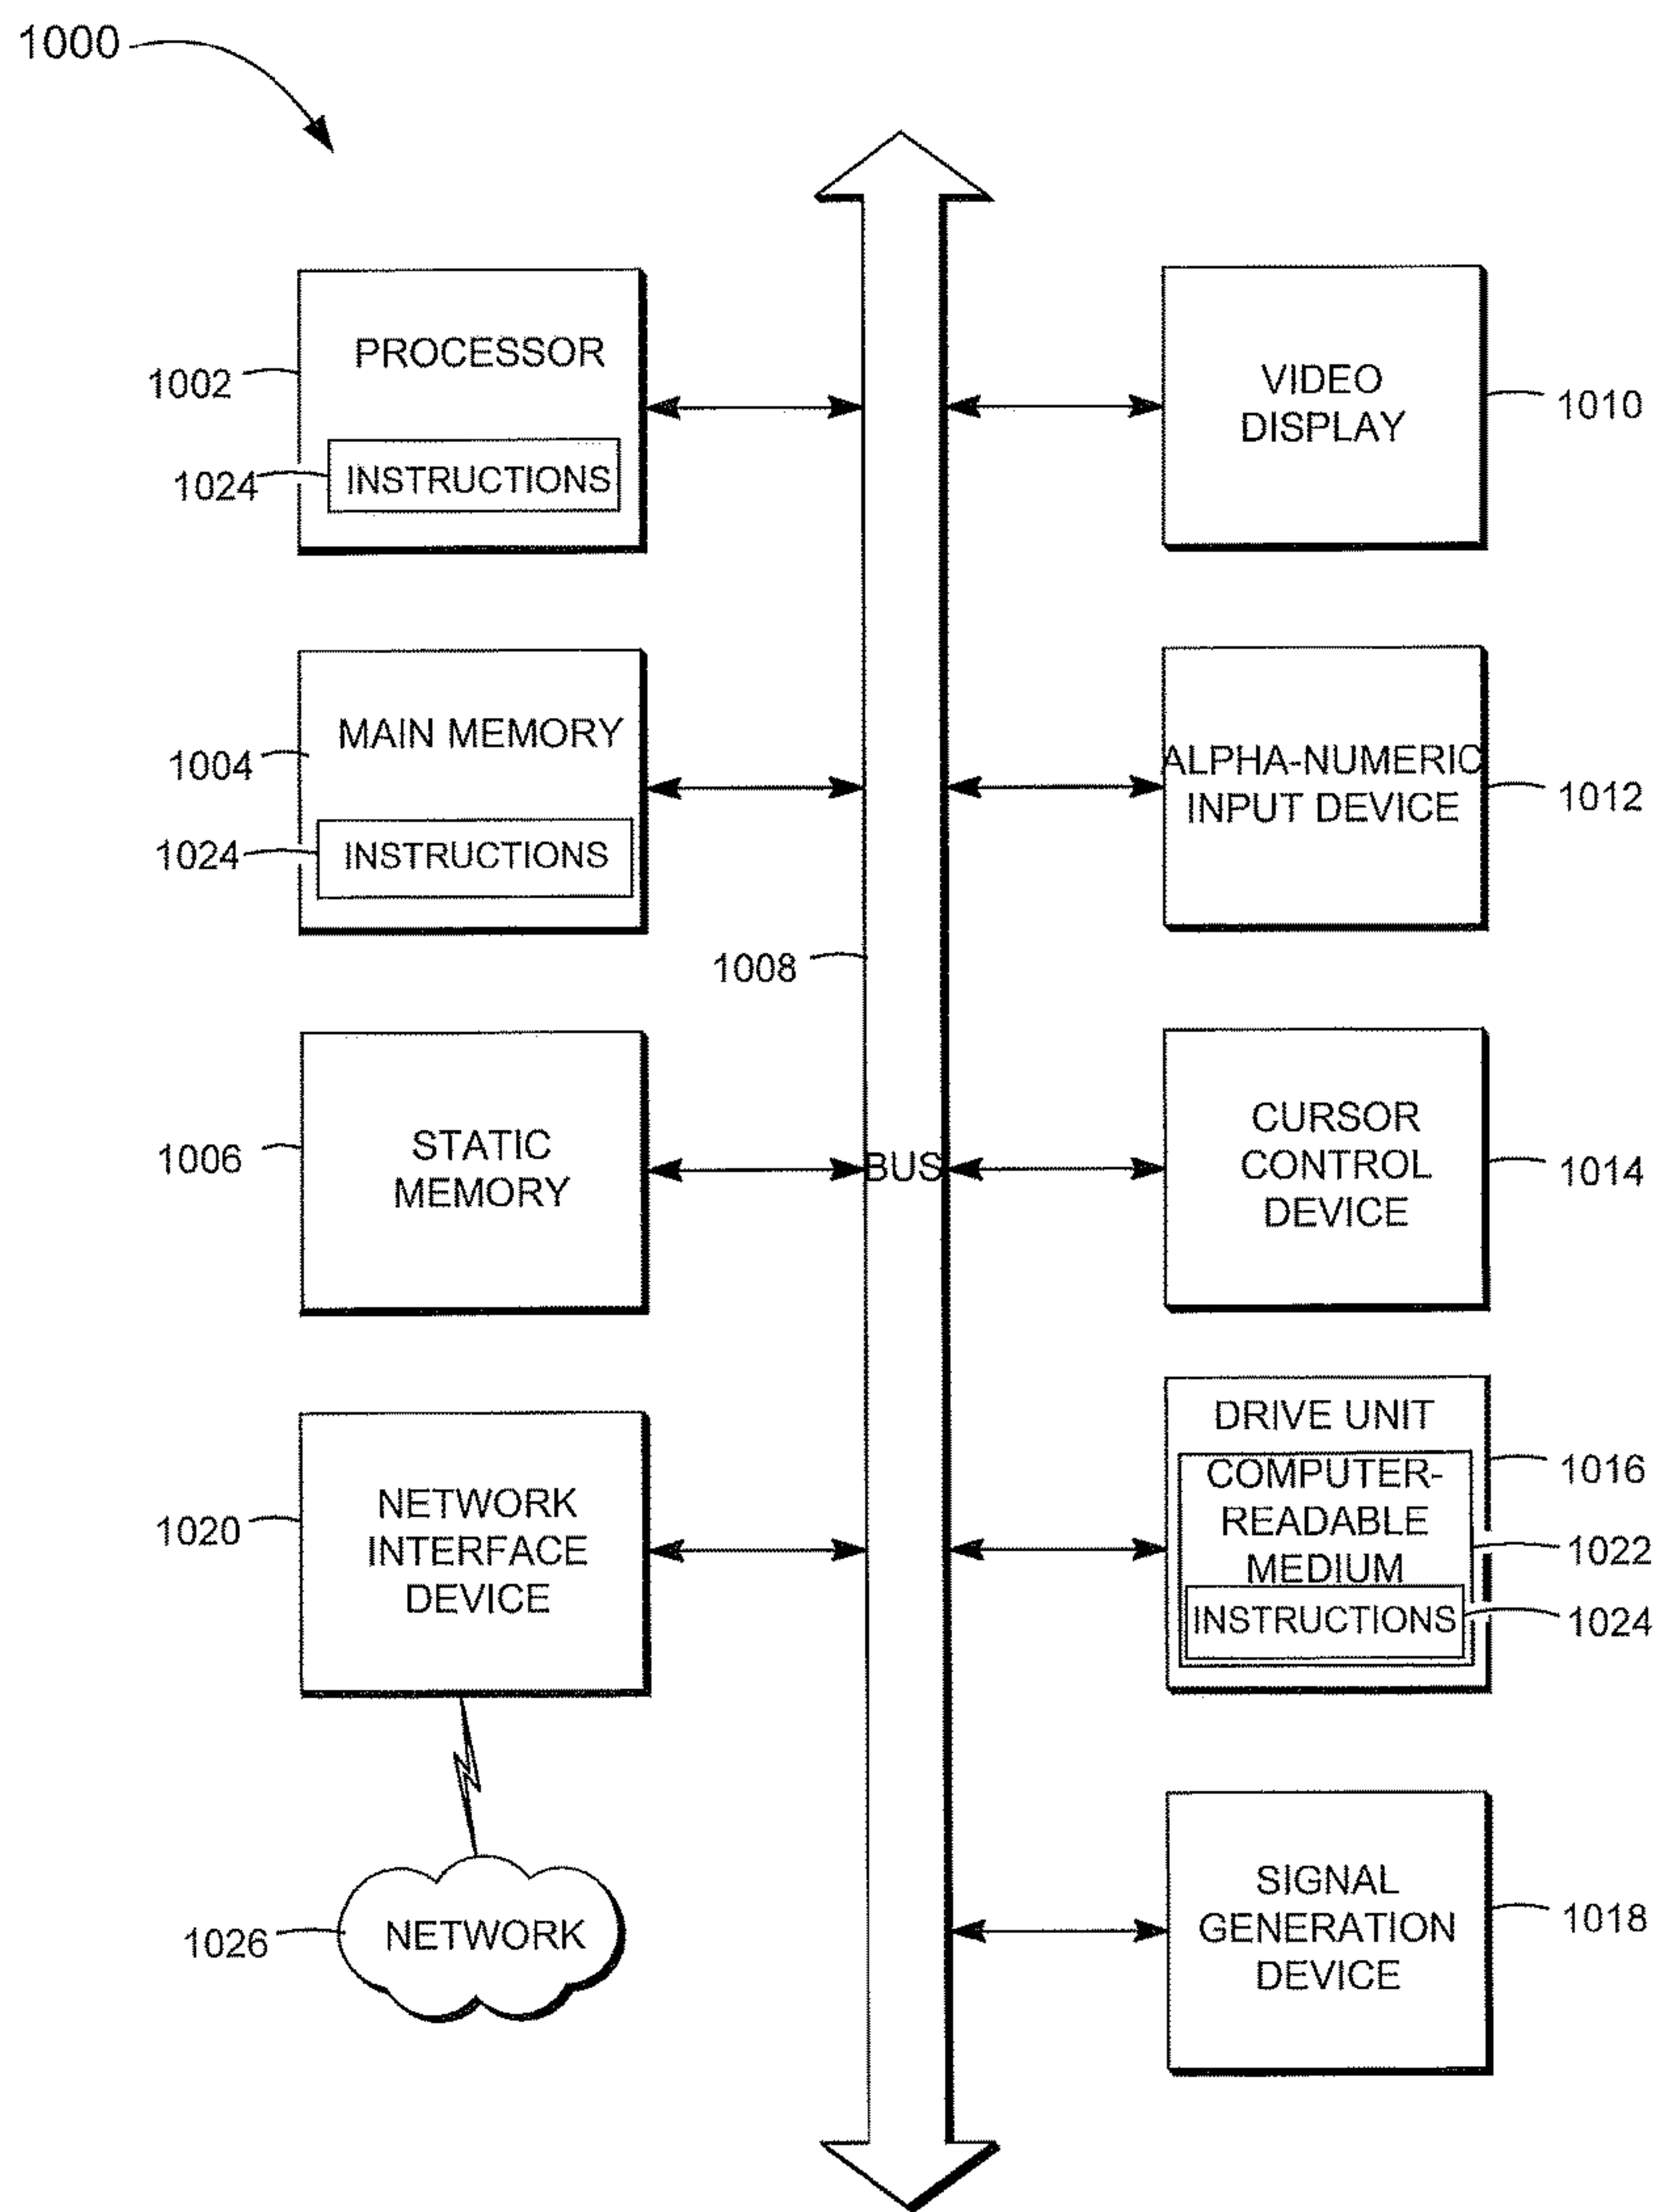 1000
PROCESSOR
1002
1024
INSTRUCTIONS
MAIN MEMORY
1004
1024
INSTRUCTIONS
1008
STATIC
MEMORY
1006
BUS
NETWORK
INTERFACE
DEVICE
1020
NETWORK
1026
VIDEO
DISPLAY
1010
ALPHA-NUMERIC
INPUT DEVICE
1012
CURSOR
CONTROL
DEVICE
1014
DRIVE UNIT
1016
COMPUTER-
READABLE
MEDIUM
1022
INSTRUCTIONS
1024
SIGNAL
GENERATION
DEVICE
1018